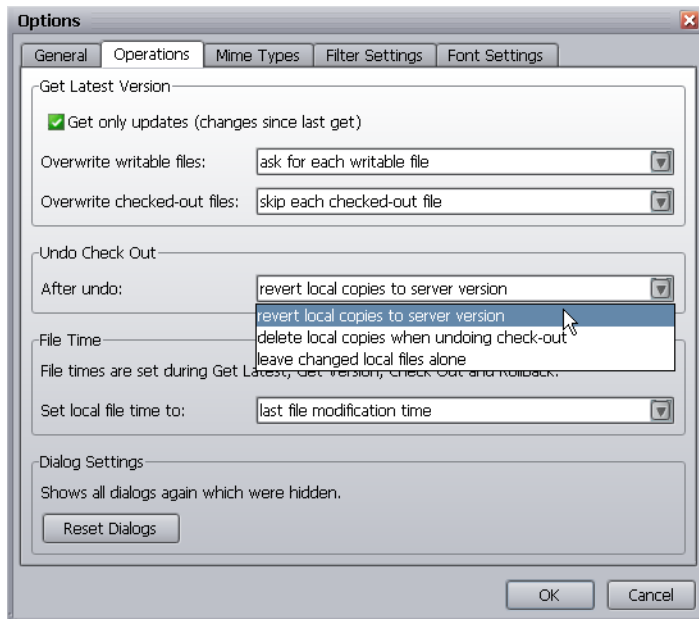 Options
General Operations Mime Types Filter Settings Font Settings
Get Latest Version
Get only updates (changes since last get)
Overwrite writable files: ask for each writable file
Overwrite checked-out files: skip each checked-out file
Undo Check Out
After undo: revert local copies to server version
revert local copies to server version
delete local copies when undoing check-out
leave changed local files alone
File Time
File times are set during Get Latest, Get Version, Check Out and Rollback.
Set local file time to: last file modification time
Dialog Settings
Shows all dialogs again which were hidden.
Reset Dialogs
OK Cancel